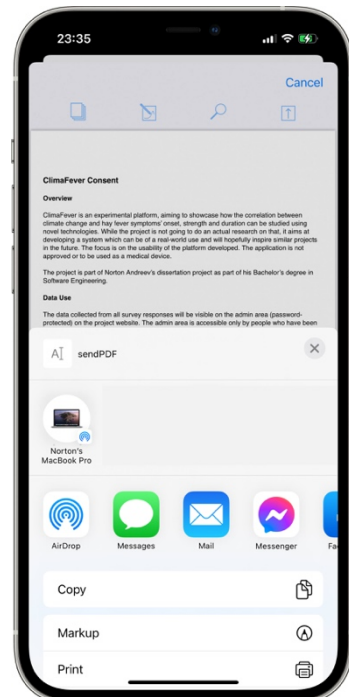 23:35
Cancel
ClimaFever Consent
Overview
ClimaFever is an experimental platform, aiming to showcase how the correlation between
climate change and hay fever symptoms' onset, strength and duration can be studied using
novel technologies. While the project is not going to do an actual research on that, it aims at
developing a system which can be of a real-world use and will hopefully inspire similar projects
in the future. The focus is on the usability of the platform developed. The application is not
approved or to be used as a medical device.
The project is part of Norton Andreev's dissertation project as part of his Bachelor's degree in
Software Engineering.
Data Use
The data collected from all survey responses will be visible on the admin area (password-
protected) on the project website. The admin area is accessible only by people who have been
sendPDF
Norton's
MacBook Pro
AirDrop Messages Mail Messenger Fa
Copy
Markup
Print